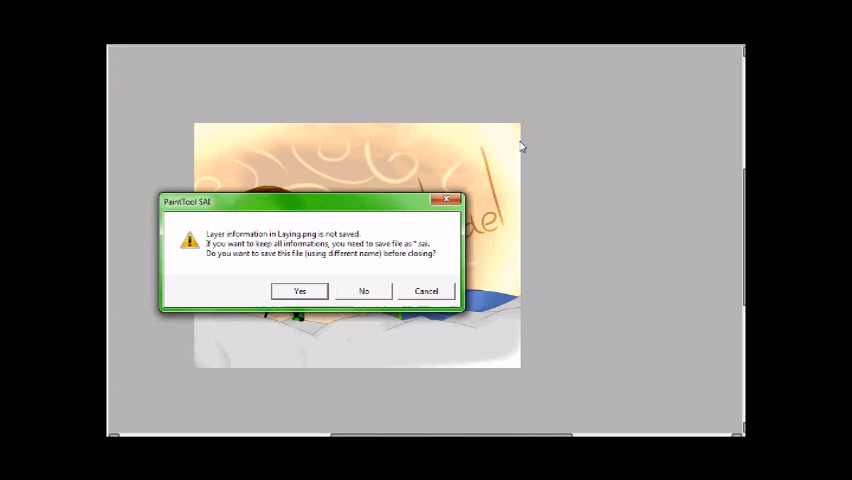 PaintTool SAI
Layer information in Laying.png is not saved.
If you want to keep all informations, you need to save file as *.sai.
Do you want to save this file (using different name) before closing?
Yes
No
Cancel